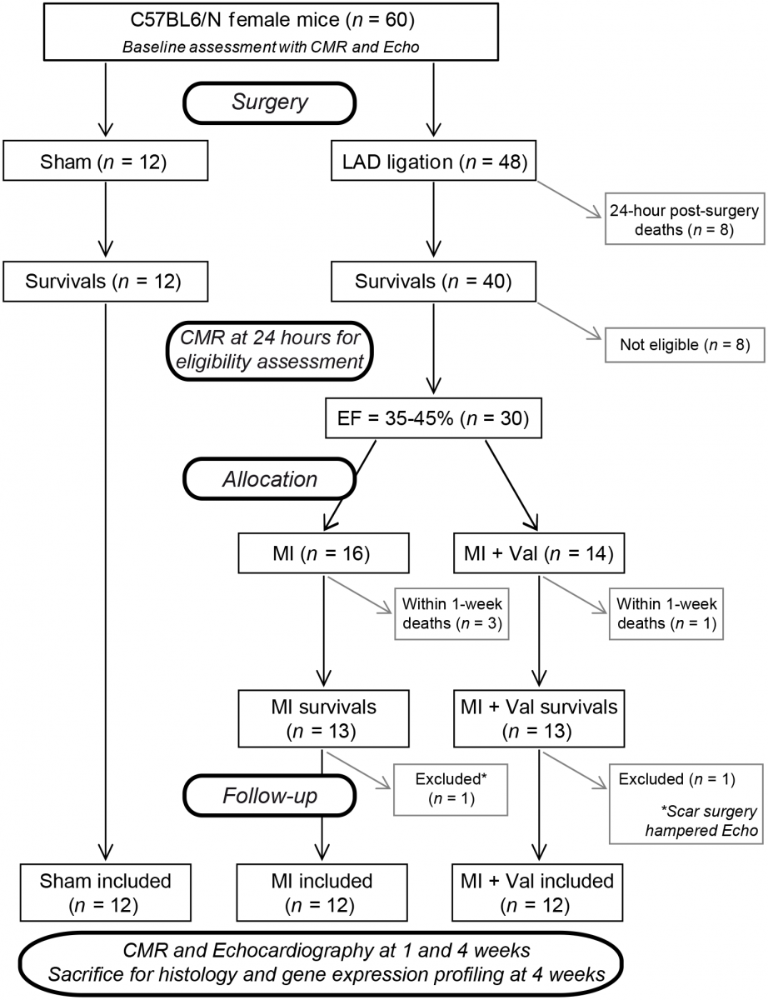 C57BL6/N female mice (n = 60)
Baseline assessment with CMR and Echo
Surgery
Sham (n = 12)
LAD ligation (n = 48)
24-hour post-surgery
deaths (n = 8)
Survivals (n = 12)
Survivals (n = 40)
CMR at 24 hours for
eligibility assessment
Not eligible (n = 8)
EF = 35-45% (n = 30)
Allocation
MI (n = 16)
MI + Val (n = 14)
Within 1-week
deaths (n = 3)
Within 1-week
deaths (n = 1)
MI survivals
(n = 13)
MI + Val survivals
(n = 13)
Follow-up
Excluded*
(n = 1)
Excluded (n = 1)
*Scar surgery
hampered Echo
Sham included
(n = 12)
MI included
(n = 12)
MI + Val included
(n = 12)
CMR and Echocardiography at 1 and 4 weeks
Sacrifice for histology and gene expression profiling at 4 weeks